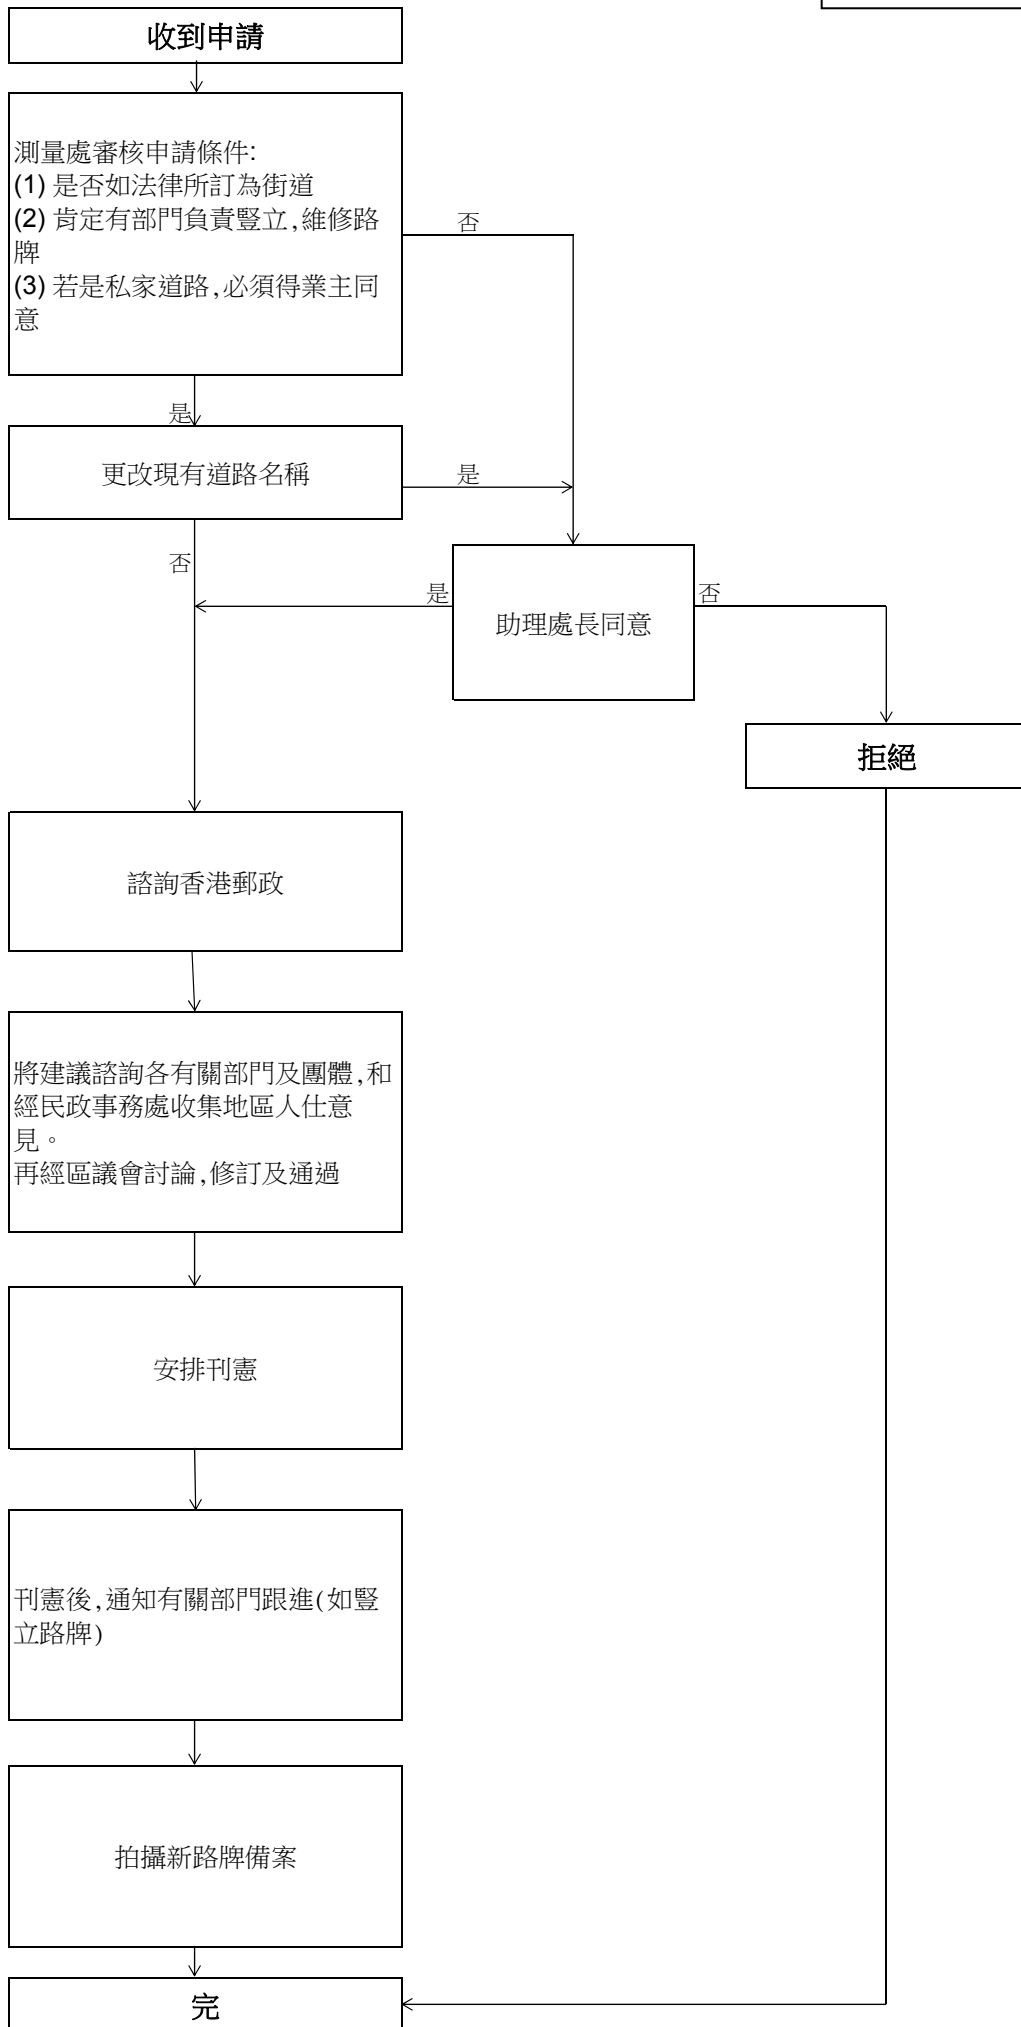 收到申請
測量處審核申請條件:
(1) 是否如法律所訂為街道
(2) 肯定有部門負責豎立,維修路
牌
(3) 若是私家道路,必須得業主同
意
否
是
更改現有道路名稱
是
否
是
助理處長同意
否
拒絕
諮詢香港郵政
將建議諮詢各有關部門及團體,和
經民政事務處收集地區人仕意
見。
再經區議會討論,修訂及通過
安排刊憲
刊憲後,通知有關部門跟進(如豎
立路牌)
拍攝新路牌備案
完